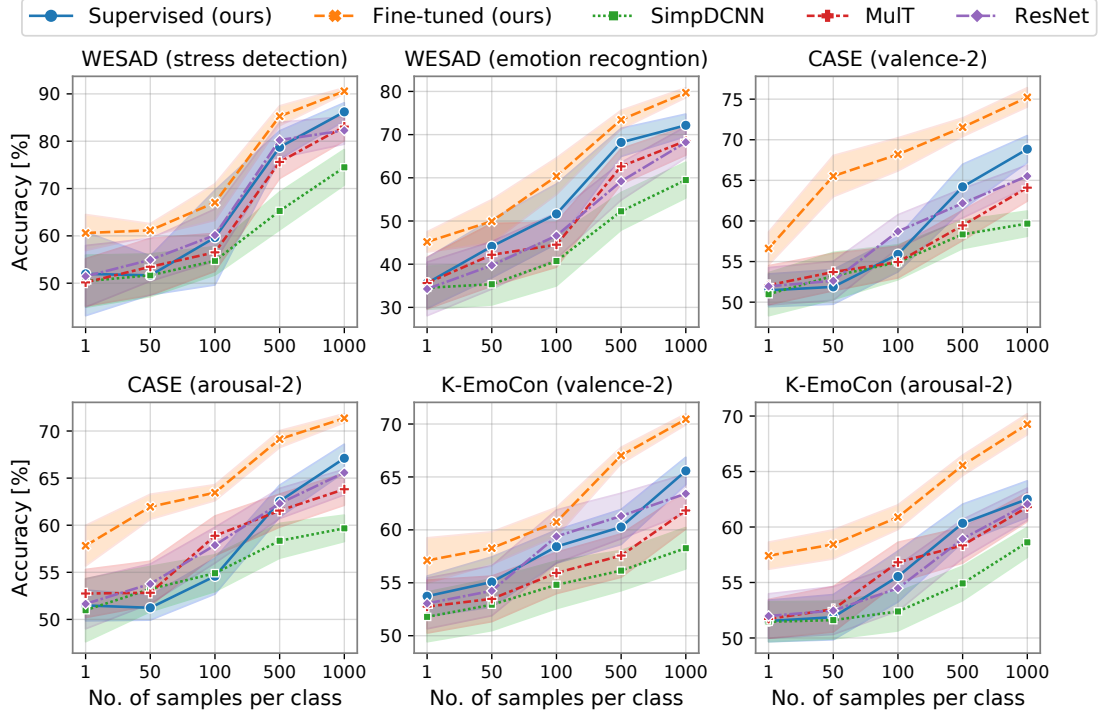 Supervised (ours) Fine-tuned (ours) SimpDCNN MulT ResNet
WESAD (stress detection)
Accuracy [%]
90
80
70
60
50
1 50 100 500 1000
WESAD (emotion recogntion)
80
70
60
50
40
30
1 50 100 500 1000
CASE (valence-2)
75
70
65
60
55
50
1 50 100 500 1000
CASE (arousal-2)
Accuracy [%]
70
65
60
55
50
1 50 100 500 1000
No. of samples per class
K-EmoCon (valence-2)
70
65
60
55
50
1 50 100 500 1000
No. of samples per class
K-EmoCon (arousal-2)
70
65
60
55
50
1 50 100 500 1000
No. of samples per class